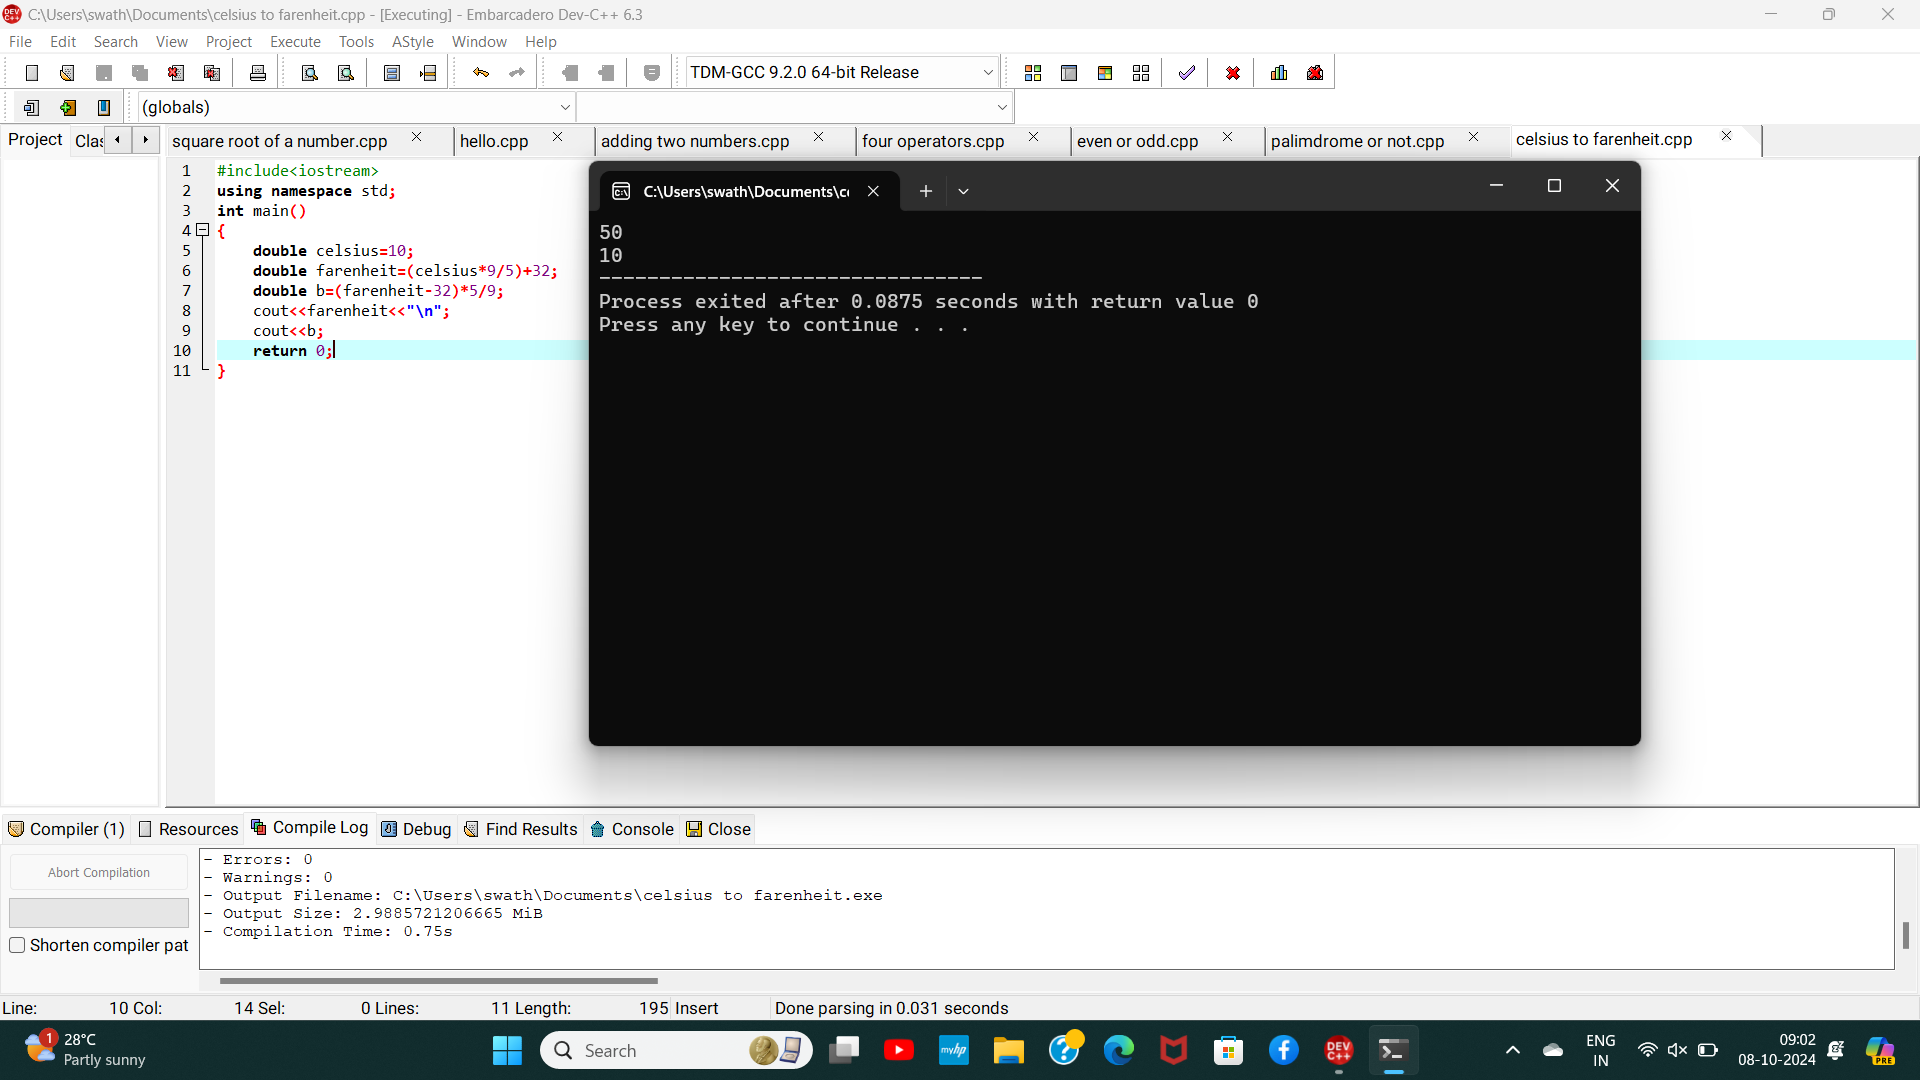 C:\Users\swath\Documents\celsius to farenheit.cpp - [Executing] - Embarcadero Dev-C++ 6.3
File Edit Search View Project Execute Tools AStyle Window Help
TDM-GCC 9.2.0 64-bit Release
(globals)
Project Clas square root of a number.cpp hello.cpp adding two numbers.cpp four operators.cpp even or odd.cpp palimdrome or not.cpp celsius to farenheit.cpp
1 #include<iostream>
2 using namespace std;
3 int main()
4 {
5 double celsius=10;
6 double farenheit=(celsius*9/5)+32;
7 double b=(farenheit-32)*5/9;
8 cout<<farenheit<<"\n";
9 cout<<b;
10 return 0;
11 }
C:\Users\swath\Documents\ce
50
10
--------------------------------
Process exited after 0.0875 seconds with return value 0
Press any key to continue . . .
Compiler (1) Resources Compile Log Debug Find Results Console Close
Abort Compilation
Shorten compiler pat
- Errors: 0
- Warnings: 0
- Output Filename: C:\Users\swath\Documents\celsius to farenheit.exe
- Output Size: 2.9885721206665 MiB
- Compilation Time: 0.75s
Line: 10 Col: 14 Sel: 0 Lines: 11 Length: 195 Insert Done parsing in 0.031 seconds
1
28°C
Partly sunny
Search
myhp
DEV C++
ENG
IN
09:02
08-10-2024
PRE